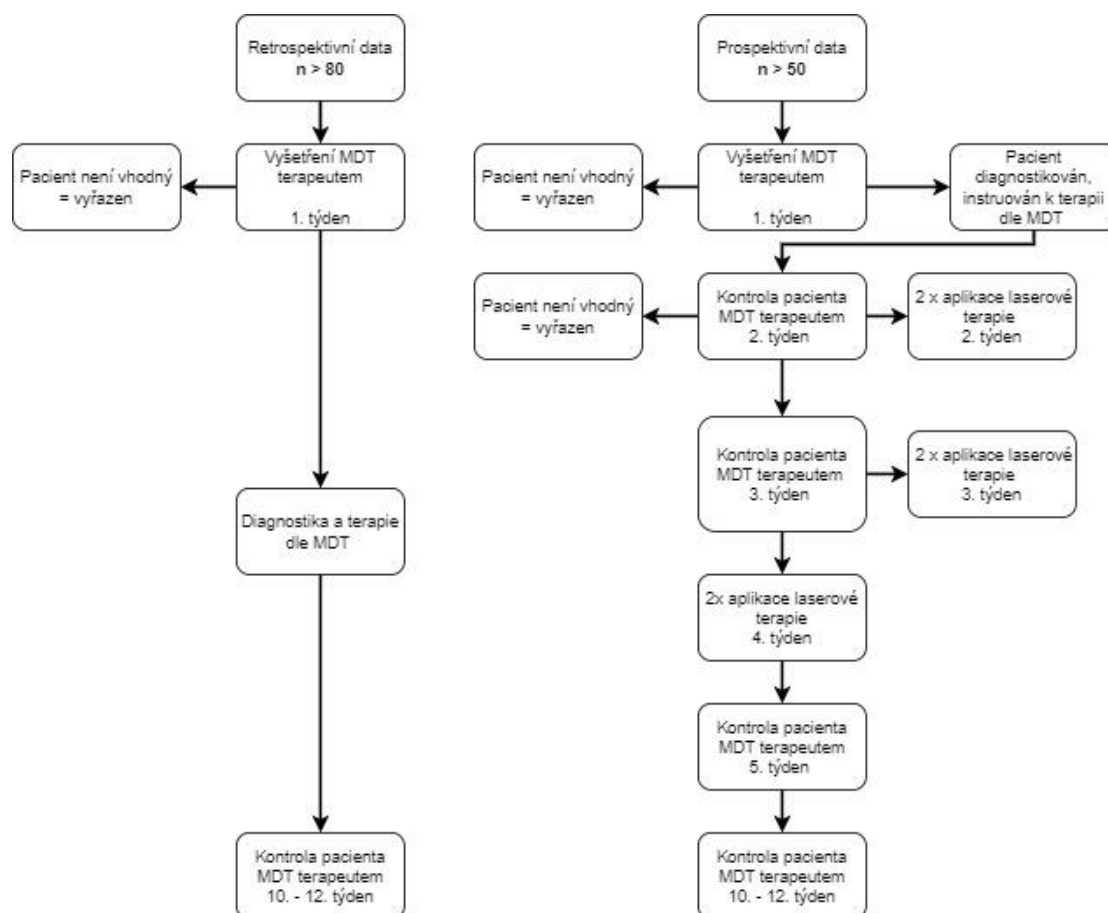 Retrospektivní data
n > 80
Pacient není vhodný
= vyřazen
Vyšetření MDT
terapeutem
1. týden
Diagnostika a terapie
dle MDT
Kontrola pacienta
MDT terapeutem
10. - 12. týden
Prospektivní data
n > 50
Pacient není vhodný
= vyřazen
Vyšetření MDT
terapeutem
1. týden
Pacient
diagnostikován,
instruován k terapii
dle MDT
Pacient není vhodný
= vyřazen
Kontrola pacienta
MDT terapeutem
2. týden
2 x aplikace laserové
terapie
2. týden
Kontrola pacienta
MDT terapeutem
3. týden
2 x aplikace laserové
terapie
3. týden
2x aplikace laserové
terapie
4. týden
Kontrola pacienta
MDT terapeutem
5. týden
Kontrola pacienta
MDT terapeutem
10. - 12. týden